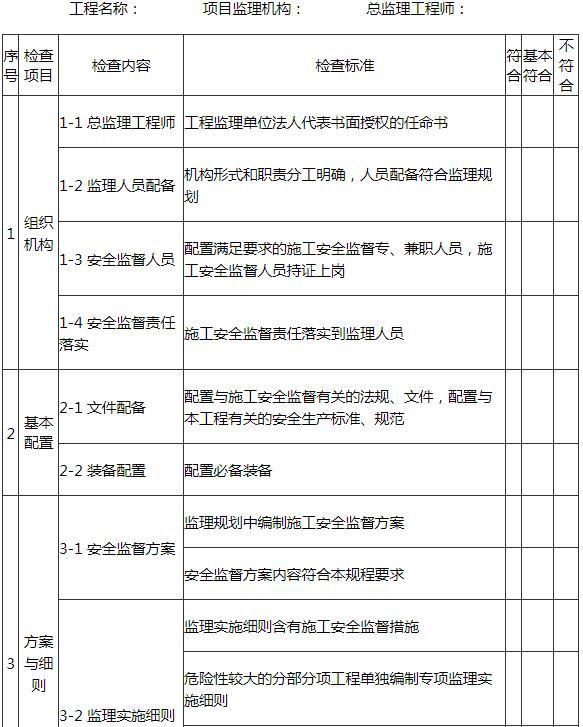 工程名称： 项目监理机构： 总监理工程师：
序号 检查项目 检查内容 检查标准 符合 基本符合 不符合
1 组织机构
1-1 总监理工程师 工程监理单位法人代表书面授权的任命书
1-2 监理人员配备 机构形式和职责分工明确，人员配备符合监理规
划
1-3 安全监督人员 配置满足要求的施工安全监督专、兼职人员，施
工安全监督人员持证上岗
1-4 安全监督责任
落实
施工安全监督责任落实到监理人员
2 基本配置
2-1 文件配备 配置与施工安全监督有关的法规、文件，配置与
本工程有关的安全生产标准、规范
2-2 装备配置 配置必备装备
3 方案与细则
3-1 安全监督方案 监理规划中编制施工安全监督方案
安全监督方案内容符合本规程要求
3-2 监理实施细则 监理实施细则含有施工安全监督措施
危险性较大的分部分项工程单独编制专项监理实
施细则